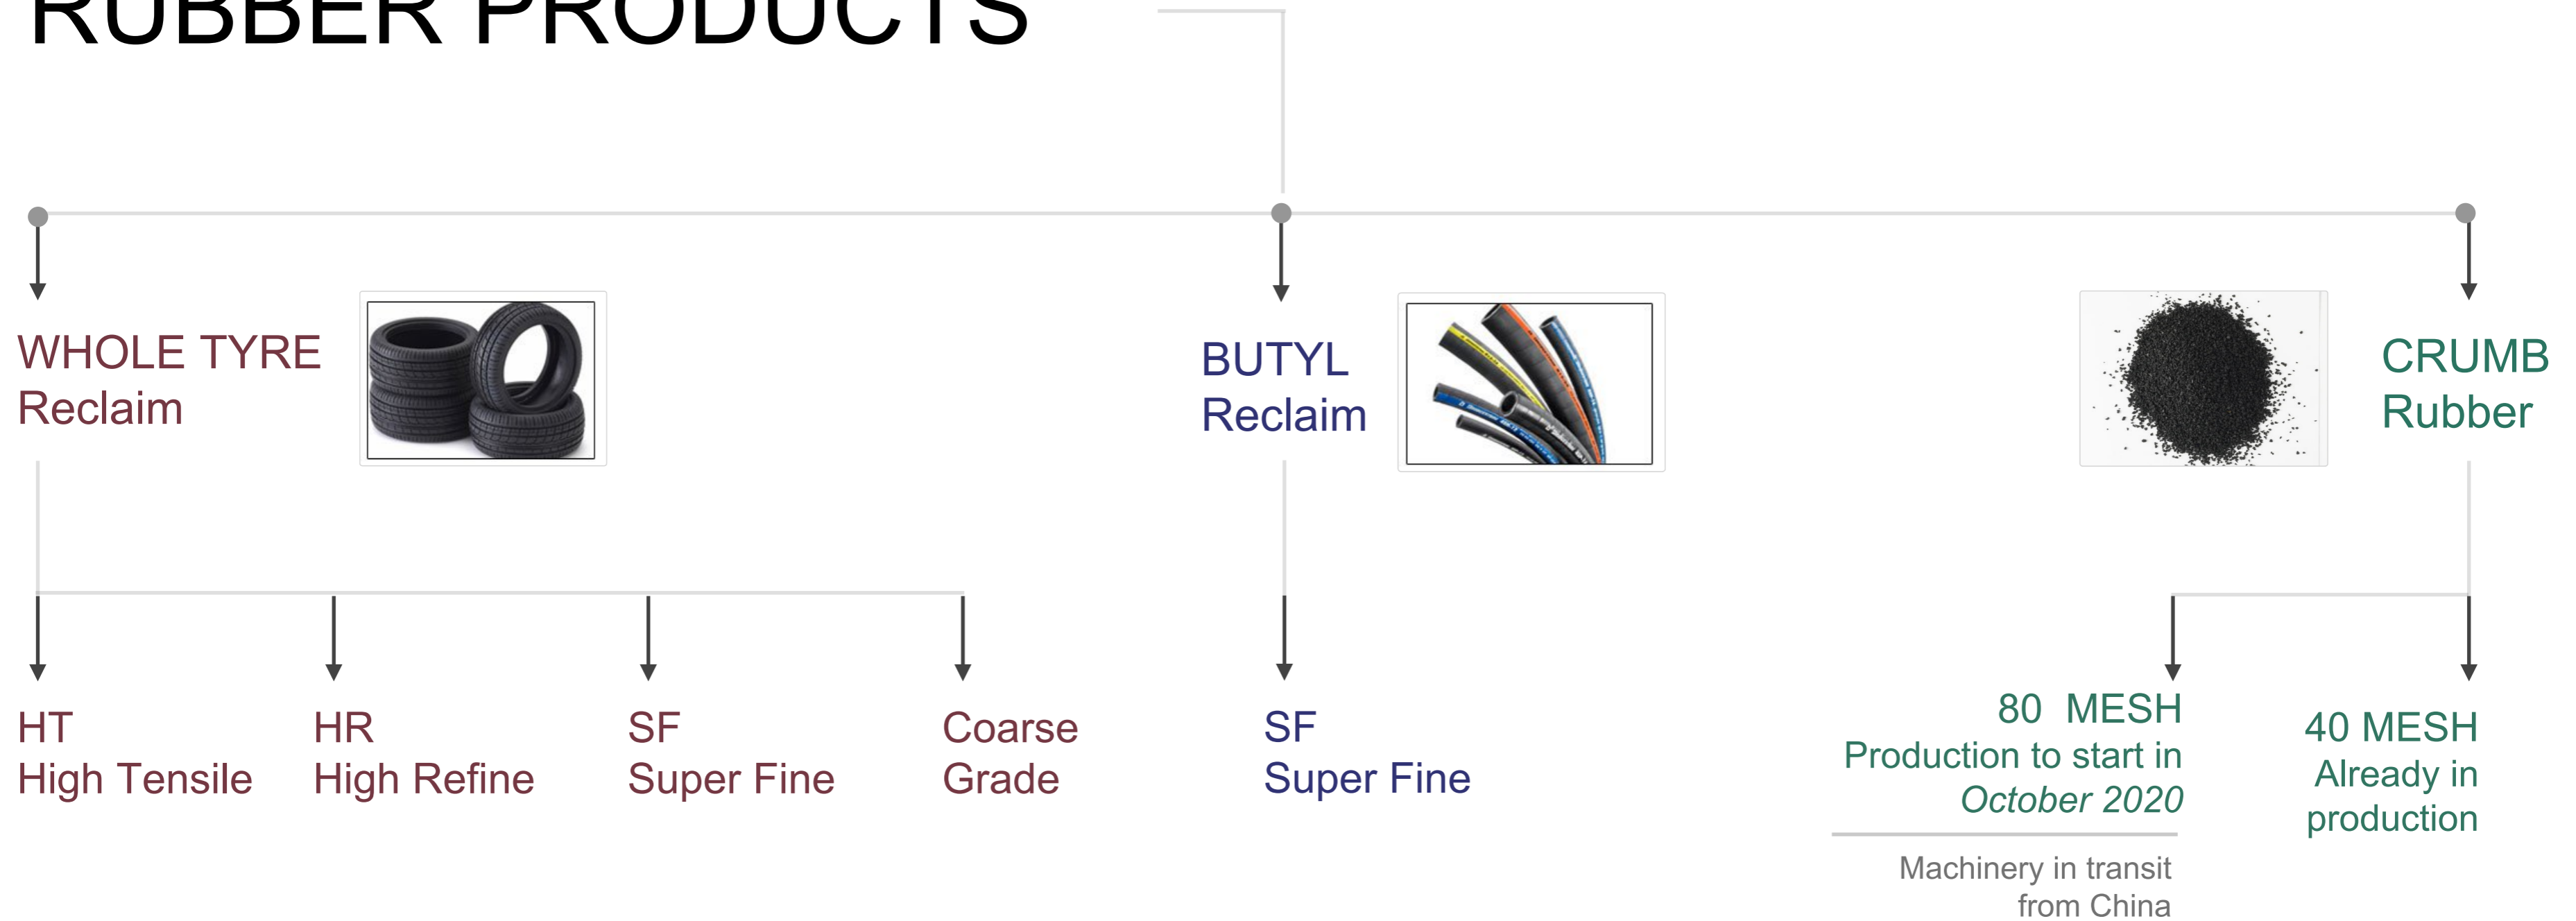 RUBBER PRODUCTS
WHOLE TYRE
Reclaim
BUTYL
Reclaim
CRUMB
Rubber
HT
High Tensile
HR
High Refine
SF
Super Fine
Coarse
Grade
SF
Super Fine
80 MESH
Production to start in
October 2020
Machinery in transit
from China
40 MESH
Already in
production